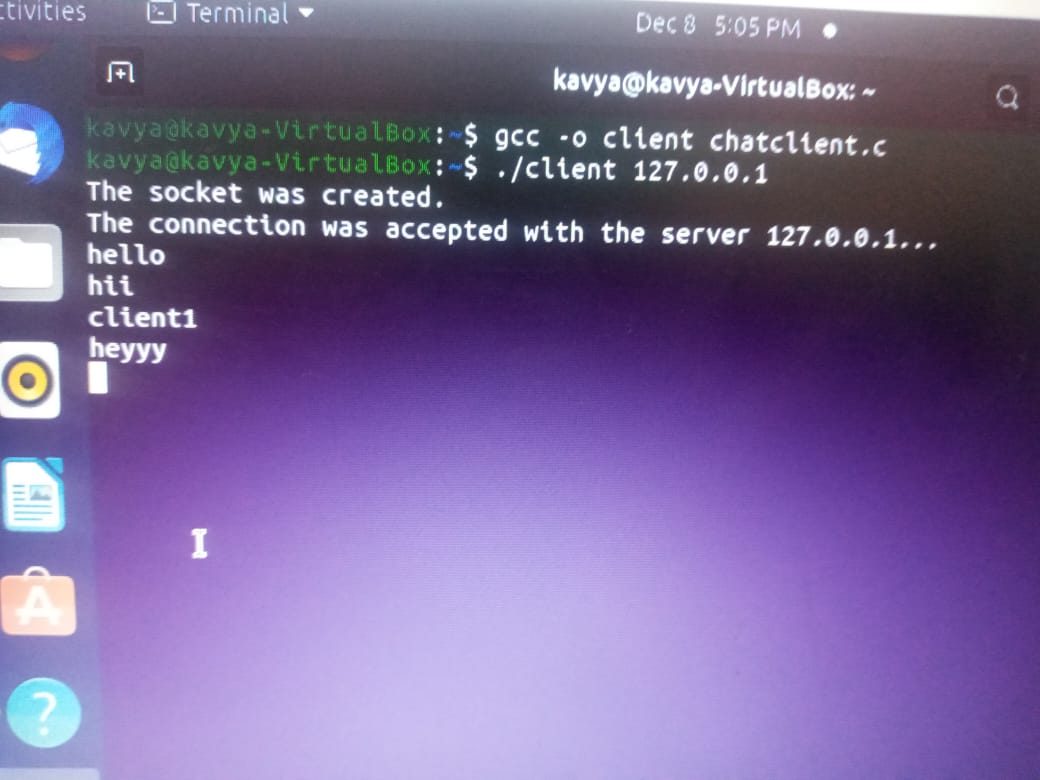 ctivities
Terminal
Dec 8 5:05 PM
kavya@kavya-VirtualBox: ~
kavya@kavya-VirtualBox:~$ gcc -o client chatclient.c
kavya@kavya-VirtualBox:~$ ./client 127.0.0.1
The socket was created.
The connection was accepted with the server 127.0.0.1...
hello
hii
client1
heyyy